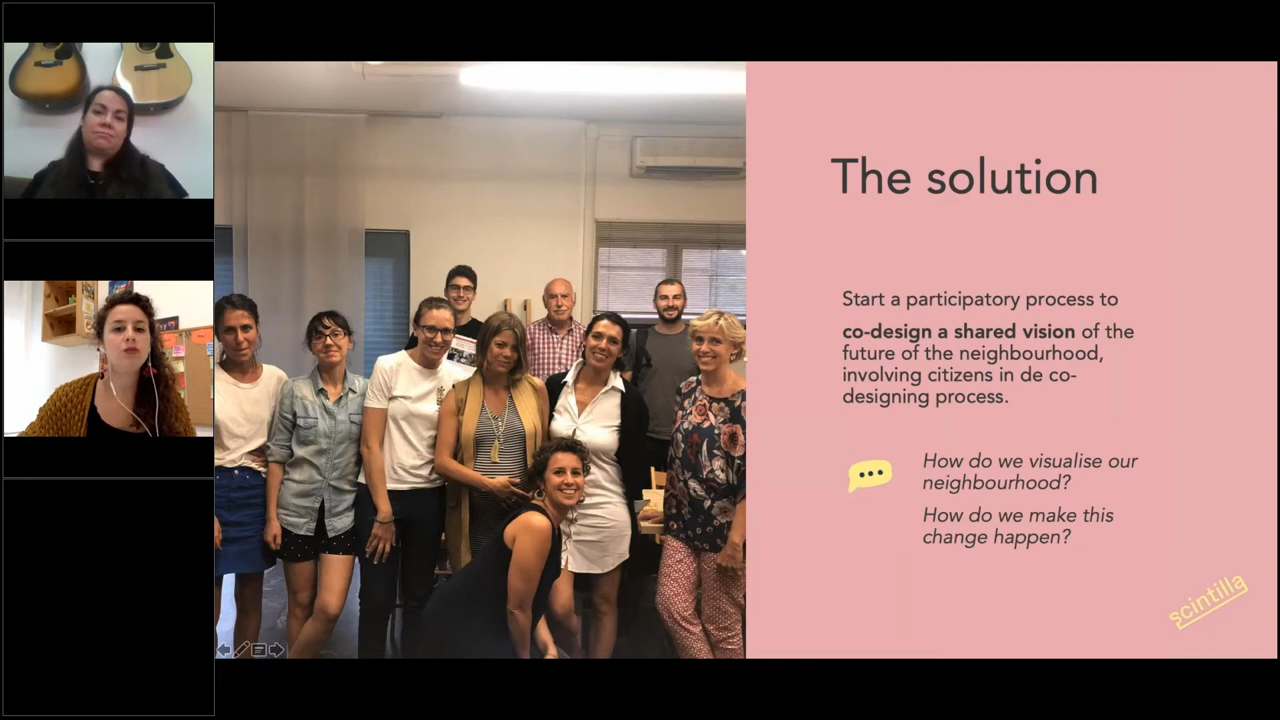 The solution
Start a participatory process to
co-design a shared vision of the
future of the neighbourhood,
involving citizens in de co-
designing process.
How do we visualise our
neighbourhood?
How do we make this
change happen?
scintilla